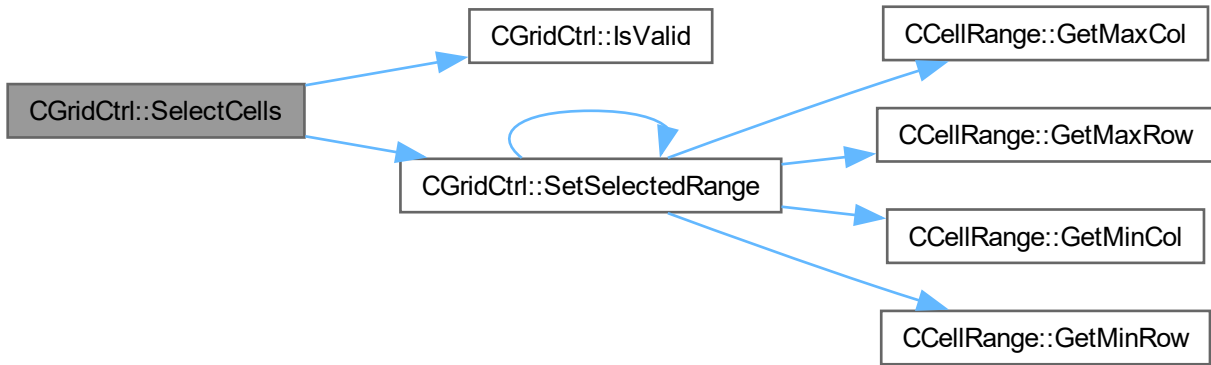 CGridCtrl::SelectCells
CGridCtrl::IsValid
CGridCtrl::SetSelectedRange
CCellRange::GetMaxCol
CCellRange::GetMaxRow
CCellRange::GetMinCol
CCellRange::GetMinRow